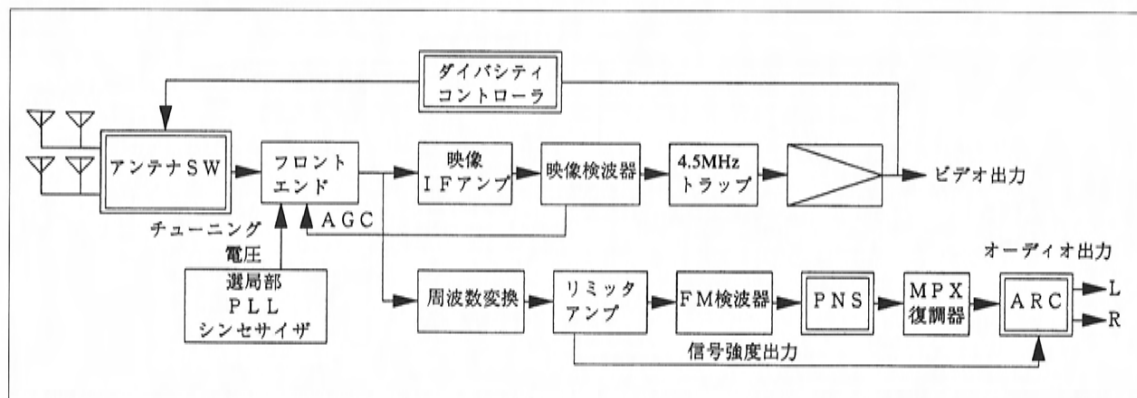 ダイバシティ
コントローラ
アンテナＳＷ
フロント
エンド
映像
ＩＦアンプ
映像検波器
4.5MHz
トラップ
ビデオ出力
チューニング
電圧
ＡＧＣ
選局部
ＰＬＬ
シンセサイザ
周波数変換
リミッタ
アンプ
ＦＭ検波器
ＰＮＳ
ＭＰＸ
復調器
ＡＲＣ
オーディオ出力
Ｌ
Ｒ
信号強度出力